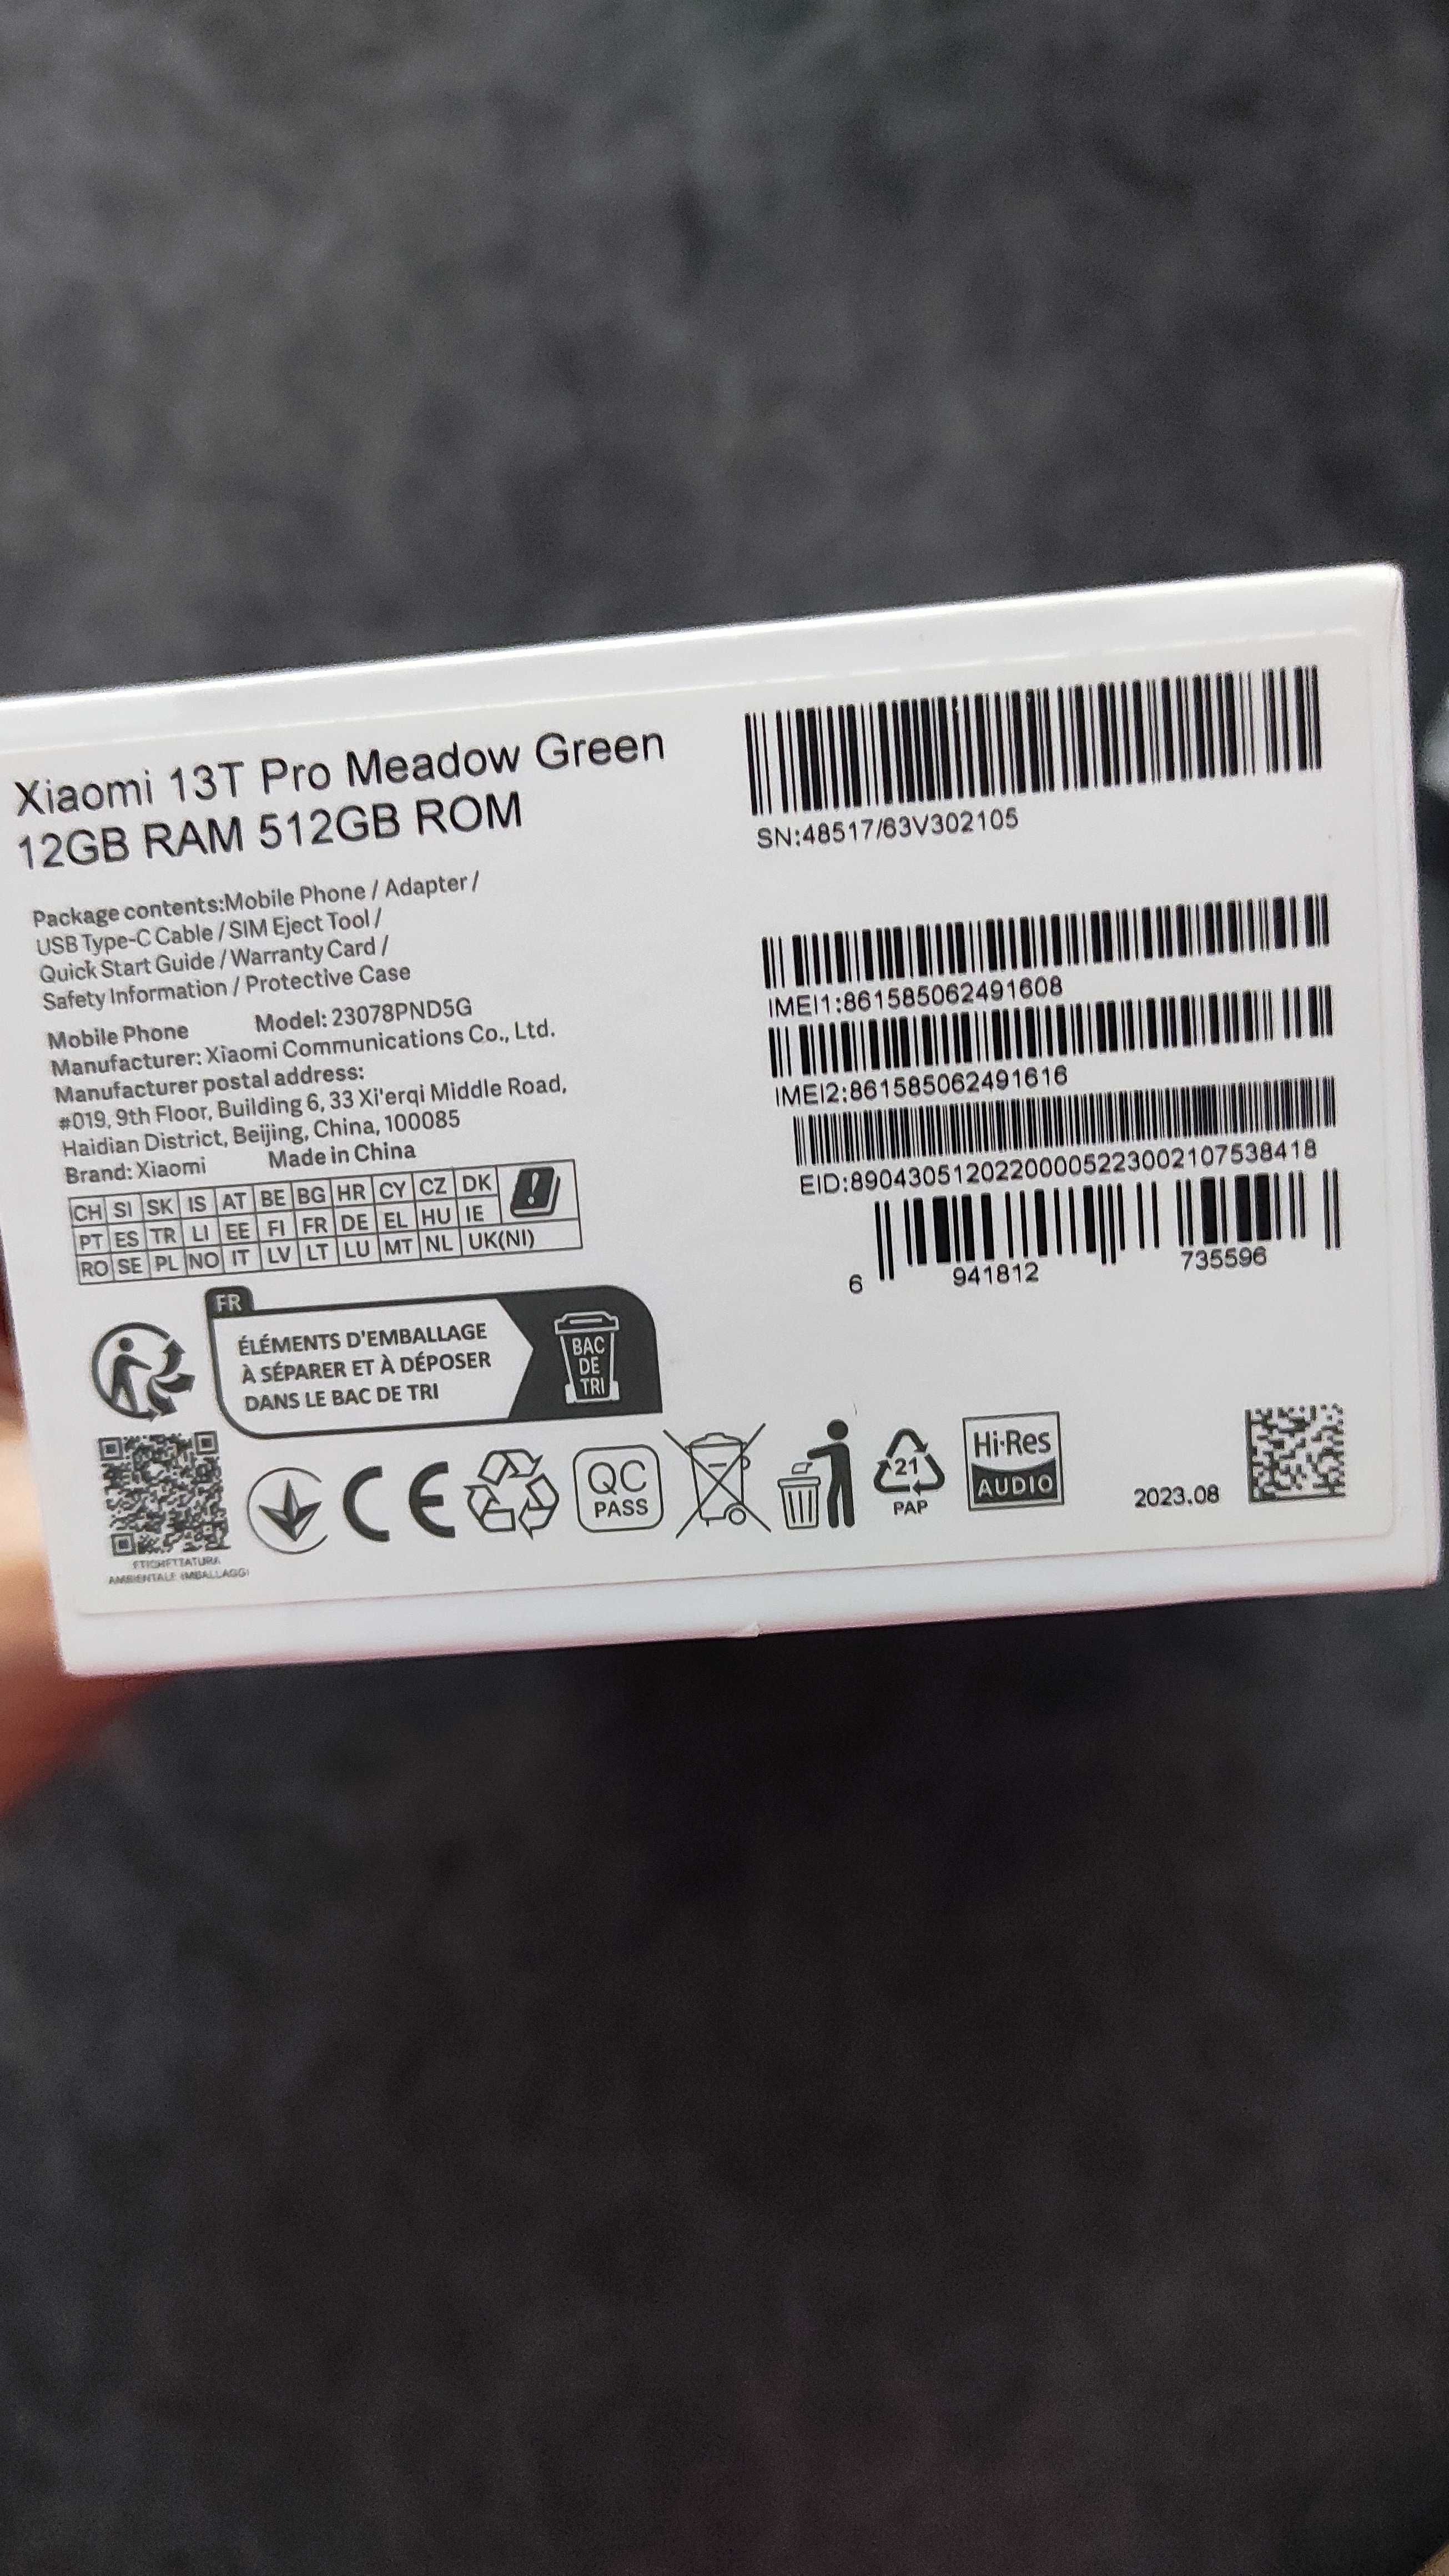 Xiaomi 13T Pro Meadow Green
12GB RAM 512GB ROM
Package contents:Mobile Phone / Adapter /
USB Type-C Cable / SIM Eject Tool /
Quick Start Guide / Warranty Card /
Safety Information / Protective Case
Mobile Phone Model: 23078PND5G
Manufacturer: Xiaomi Communications Co., Ltd.
Manufacturer postal address:
#019, 9th Floor, Building 6, 33 Xi'erqi Middle Road,
Haidian District, Beijing, China, 100085
Brand: Xiaomi Made in China
CH SI SK IS AT BE BG HR CY CZ DK
PT ES TR LI EE FI FR DE EL HU IE
RO SE PL NO IT LV LT LU MT NL UK(NI)
FR
ÉLÉMENTS D'EMBALLAGE
À SÉPARER ET À DÉPOSER
DANS LE BAC DE TRI
BAC
DE
TRI
ETICHETTATURA
AMBIENTALE IMBALLAGGI
CE
QC
PASS
21
PAP
Hi-Res
AUDIO
2023.08
SN:48517/63V302105
IMEI1:861585062491608
IMEI2:861585062491616
EID:89043051202200005223002107538418
6 941812 735596